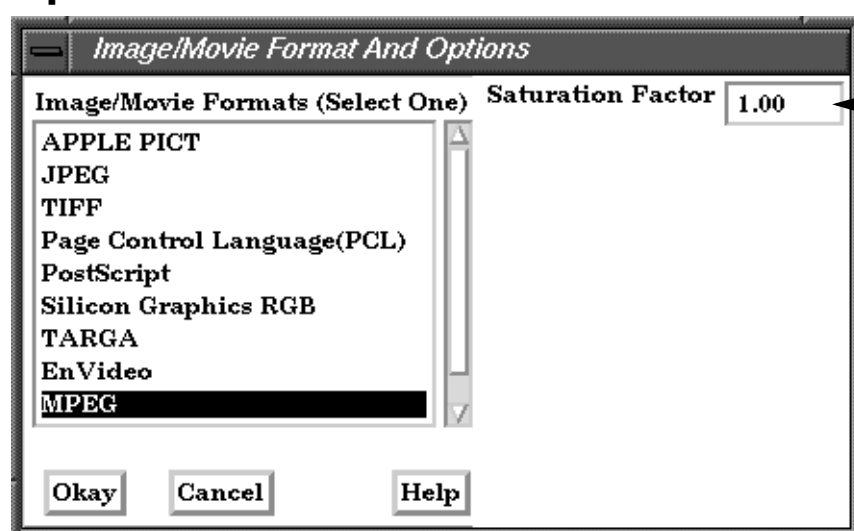 Image/Movie Format And Options
Image/Movie Formats (Select One)
Saturation Factor 1.00
APPLE PICT
JPEG
TIFF
Page Control Language(PCL)
PostScript
Silicon Graphics RGB
TARGA
EnVideo
MPEG
Okay Cancel Help